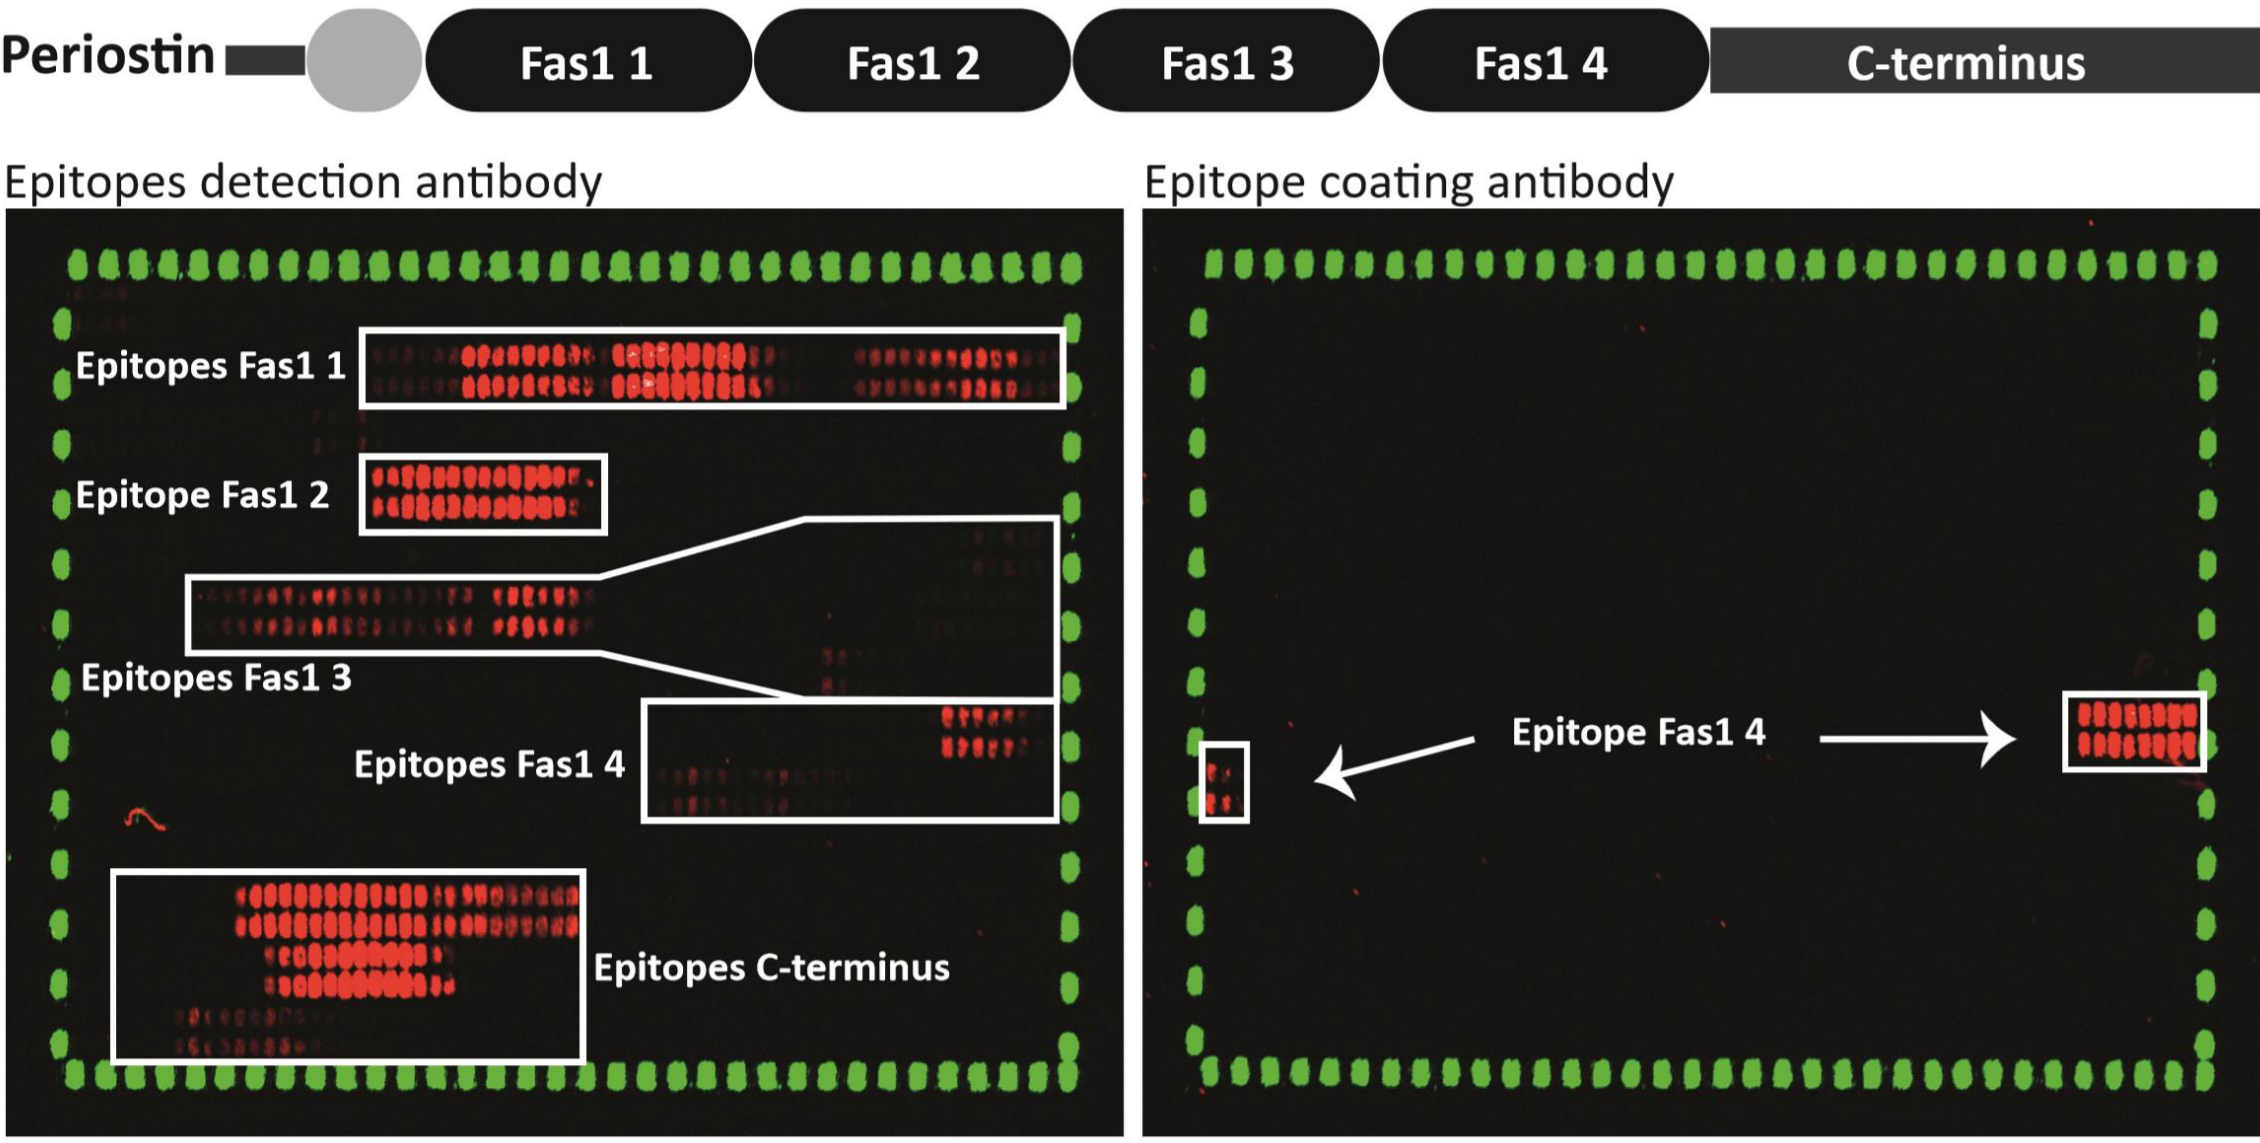 Periostin
Fas1 1
Fas1 2
Fas1 3
Fas1 4
C-terminus
Epitopes detection antibody
Epitope coating antibody
Epitopes Fas1 1
Epitope Fas1 2
Epitopes Fas1 3
Epitopes Fas1 4
Epitopes C-terminus
Epitope Fas1 4